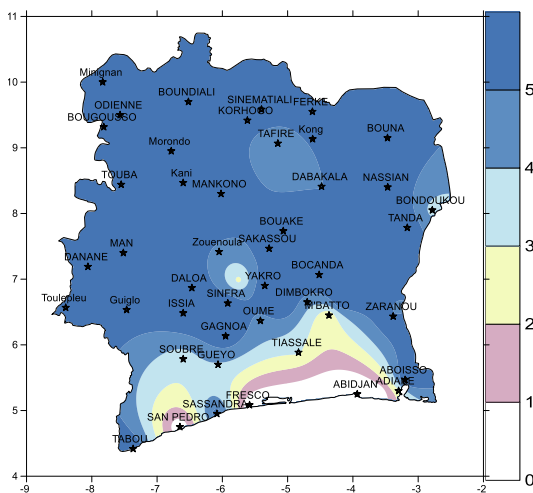 11
Minignan
10
BOUNDIALI
ODIENNE
SINEMATIALI
FERKE
5
BOUGOUSSO
KORHOGO
TAFIRE
Kong
BOUNA
9
Morondo
4
TOUBA
Kani
MANKONO
DABAKALA
NASSIAN
BONDOUKOU
8
TANDA
BOUAKE
Zouenoula
SAKASSOU
MAN
3
DANANE
BOCANDA
7
DALOA
YAKRO
Toulepleu
Guiglo
ISSIA
SINFRA
DIMBOKRO
M'BATTO
ZARANOU
OUME
2
GAGNOA
6
SOUBRE
GUEYO
TIASSALE
ABOISSO
ADIAKE
ABIDJAN
FRESCO
1
SASSANDRA
5
SAN PEDRO
TABOU
4
0
-9
-8
-7
-6
-5
-4
-3
-2